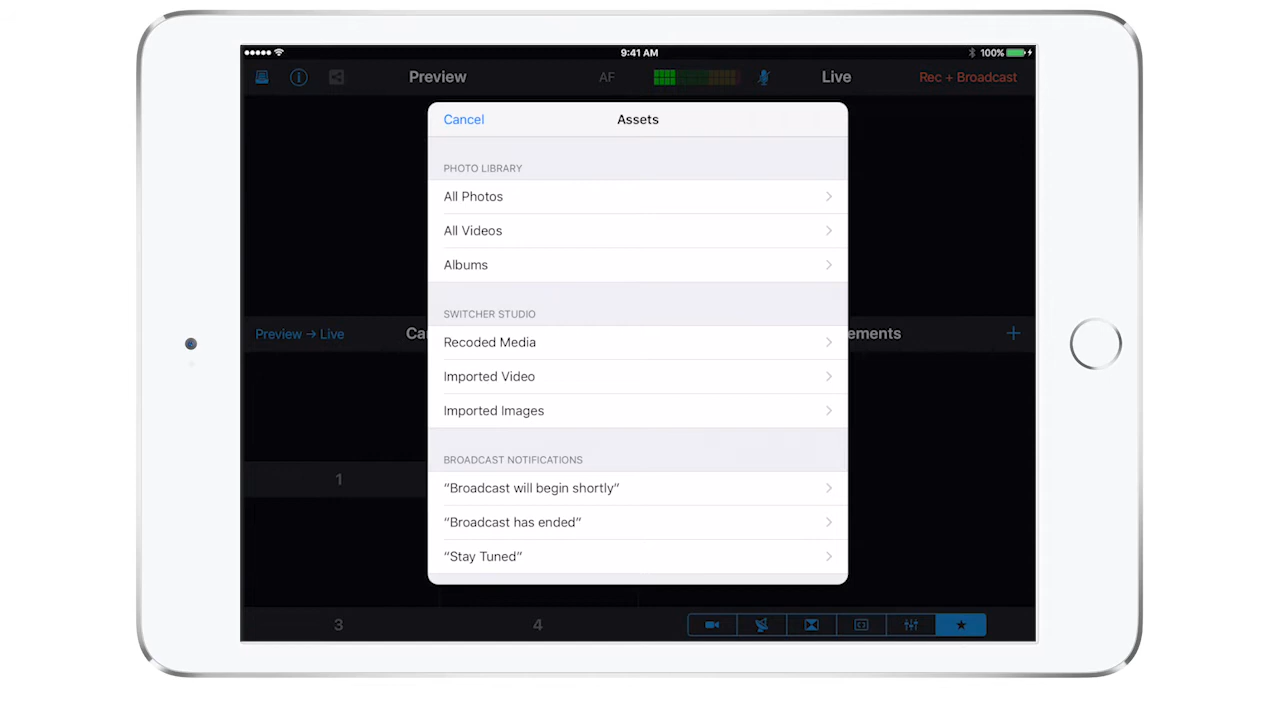 9:41 AM
100%
Preview
AF
Live
Rec + Broadcast
Cancel
Assets
PHOTO LIBRARY
All Photos
All Videos
Albums
SWITCHER STUDIO
Preview → Live
Ca
ements
+
Recoded Media
Imported Video
Imported Images
BROADCAST NOTIFICATIONS
1
“Broadcast will begin shortly”
“Broadcast has ended”
“Stay Tuned”
3
4